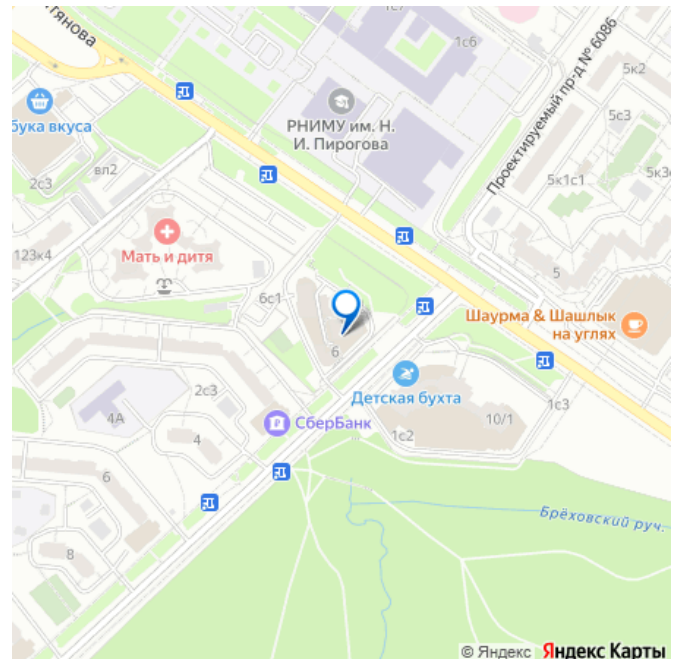 тянова
1с7
1с6
Проектируемый пр-д № 6086
5к2
бука вкуса
РНИМУ им. Н.
И. Пирогова
5с3
2с3
вл2
5к1с1
5к3с
123к4
Мать и дитя
5
6с1
Шаурма & Шашлык
на углях
6
2с3
Детская бухта
1с3
4А
4
СберБанк
1с2
10/1
6
Брёховский руч.
8
© Яндекс Яндекс Карты